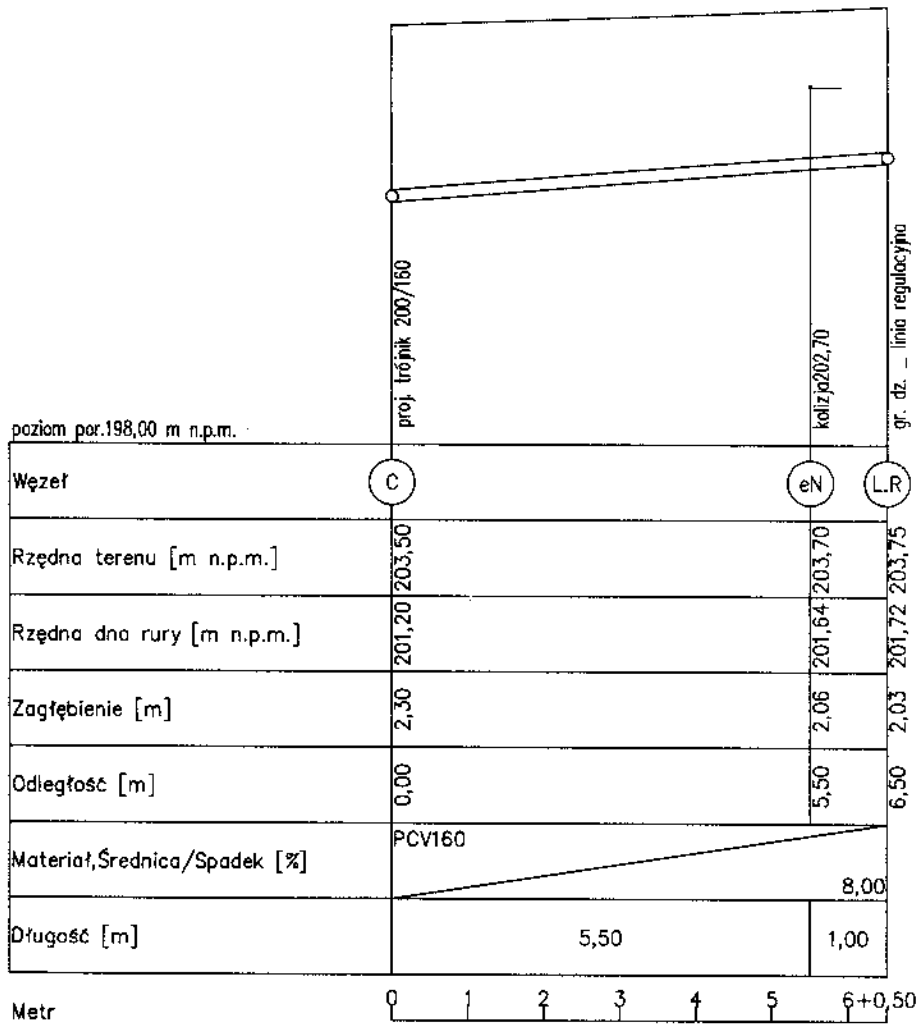 proj. trójnik 200/160
kolizja202,70
gr. dz. _ linia regulacyjna
poziom por.198,00 m n.p.m.
Węzeł C eN L.R
Rzędna terenu [m n.p.m.] 203,50 203,70 203,75
Rzędna dna rury [m n.p.m.] 201,20 201,64 201,72
Zagłębienie [m] 2,30 2,06 2,03
Odległość [m] 0,00 5,50 6,50
Materiał,Średnica/Spadek [%] PCV160 8,00
Długość [m] 5,50 1,00
Metr 0 1 2 3 4 5 6+0,50